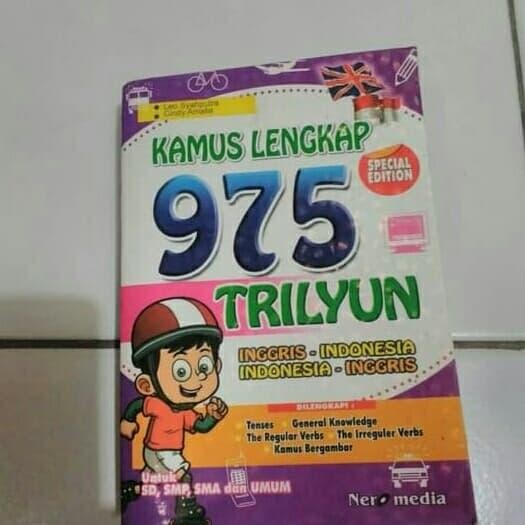 • Leo Syahputra
• Cindy Amalia
KAMUS LENGKAP
975
SPECIAL
EDITION
TRILYUN
INGGRIS - INDONESIA
INDONESIA - INGGRIS
DILENGKAPI :
• Tenses • General Knowledge
• The Regular Verbs • The Irreguler Verbs
• Kamus Bergambar
Untuk
SD, SMP, SMA dan UMUM
Nero media